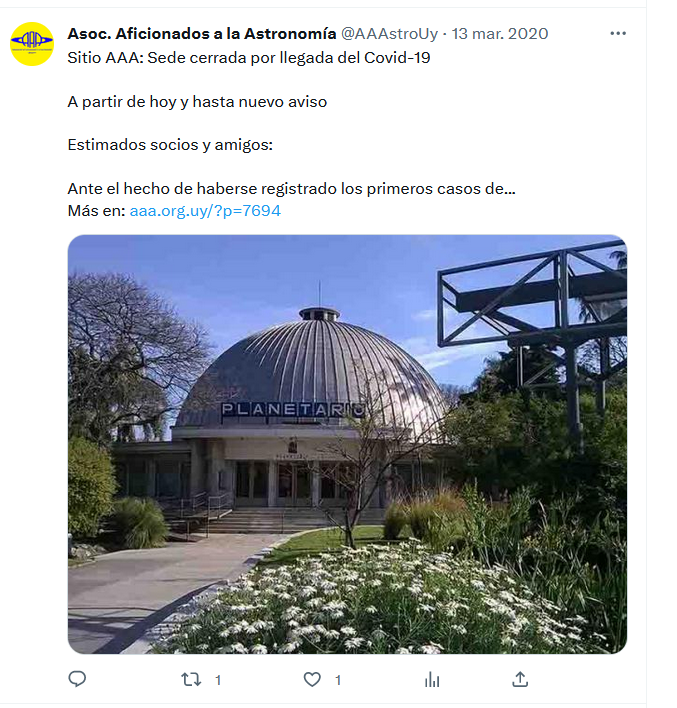 Asoc. Aficionados a la Astronomía @AAAstroUy · 13 mar. 2020
Sitio AAA: Sede cerrada por llegada del Covid-19
A partir de hoy y hasta nuevo aviso
Estimados socios y amigos:
Ante el hecho de haberse registrado los primeros casos de...
Más en: aaa.org.uy/?p=7694
PLANETARIO
1 1